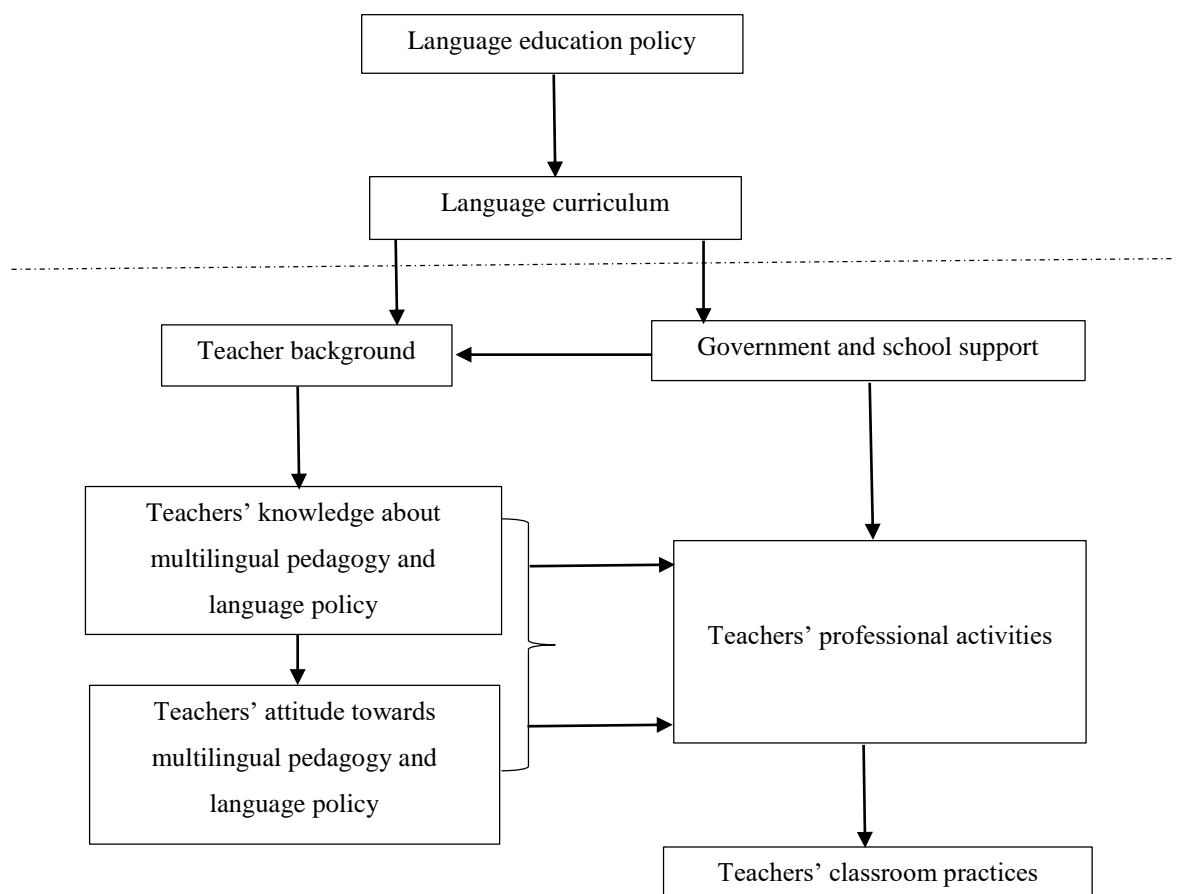 Language education policy
Language curriculum
Teacher background
Government and school support
Teachers’ knowledge about
multilingual pedagogy and
language policy
Teachers’ professional activities
Teachers’ attitude towards
multilingual pedagogy and
language policy
Teachers’ classroom practices